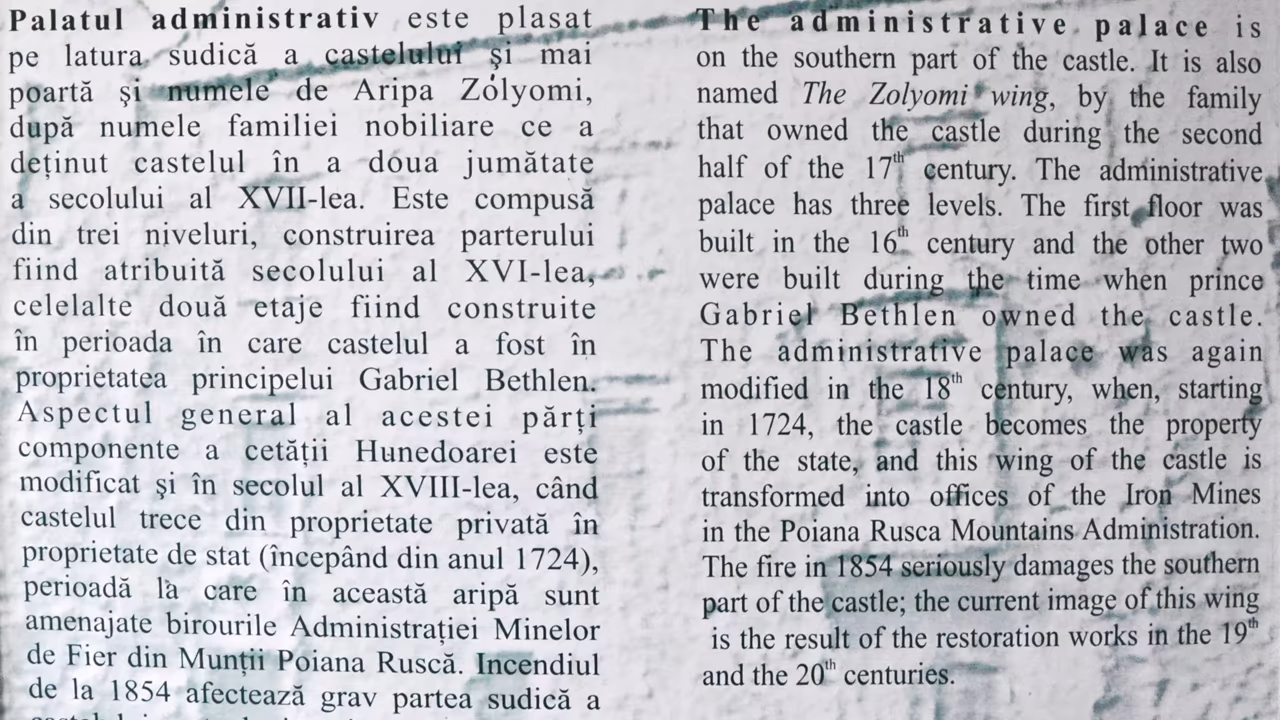 Palatul administrativ este plasat
pe latura sudică a castelului și mai
poartă și numele de Aripa Zólyomi,
după numele familiei nobiliare ce a
deținut castelul în a doua jumătate
a secolului al XVII-lea. Este compusă
din trei niveluri, construirea parterului
fiind atribuită secolului al XVI-lea,
celelalte două etaje fiind construite
în perioada în care castelul a fost în
proprietatea principelui Gabriel Bethlen.
Aspectul general al acestei părți
componente a cetății Hunedoarei este
modificat și în secolul al XVIII-lea, când
castelul trece din proprietate privată în
proprietate de stat (începând din anul 1724),
perioadă la care în această aripă sunt
amenajate birourile Administrației Minelor
de Fier din Munții Poiana Ruscă. Incendiul
de la 1854 afectează grav partea sudică a
The administrative palace is
on the southern part of the castle. It is also
named The Zolyomi wing, by the family
that owned the castle during the second
half of the 17th century. The administrative
palace has three levels. The first floor was
built in the 16th century and the other two
were built during the time when prince
Gabriel Bethlen owned the castle.
The administrative palace was again
modified in the 18th century, when, starting
in 1724, the castle becomes the property
of the state, and this wing of the castle is
transformed into offices of the Iron Mines
in the Poiana Rusca Mountains Administration.
The fire in 1854 seriously damages the southern
part of the castle; the current image of this wing
is the result of the restoration works in the 19th
and the 20th centuries.